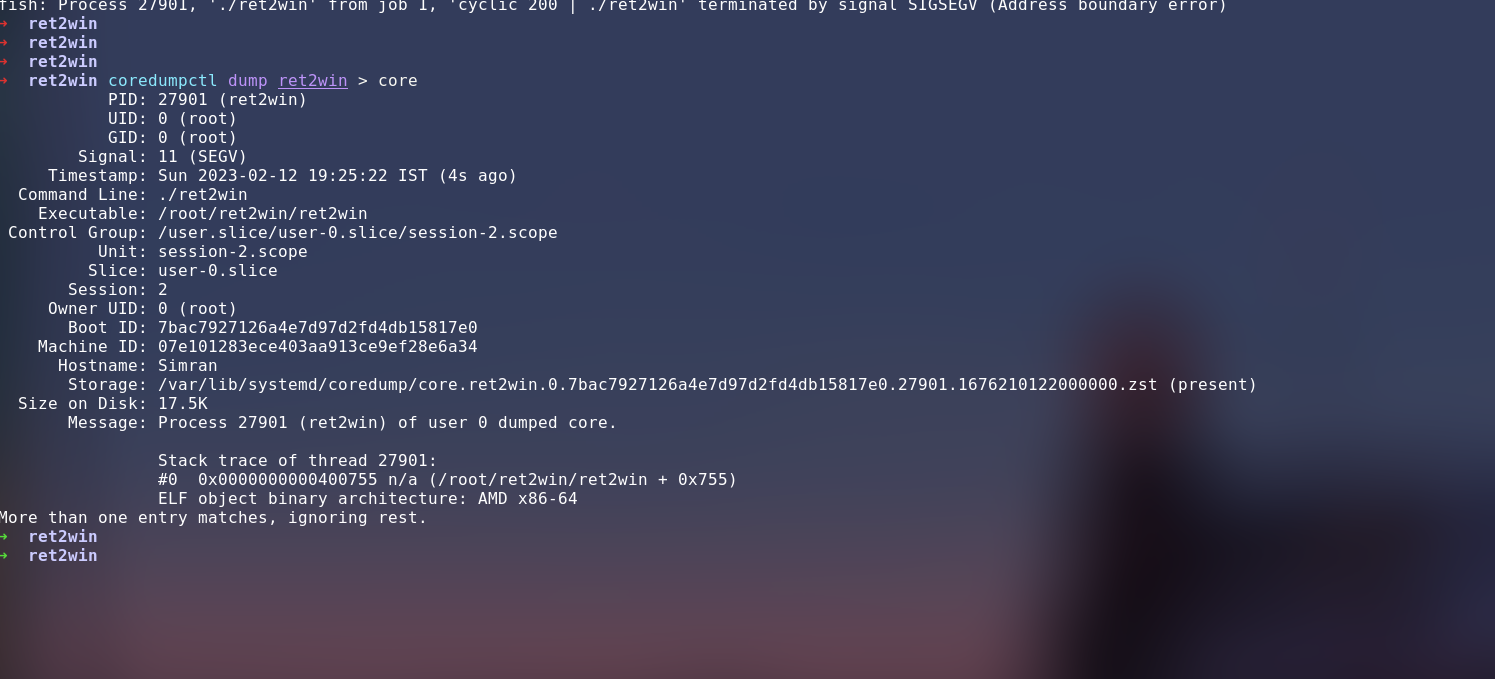 fish: Process 27901, './ret2win' from job 1, 'cyclic 200 | ./ret2win' terminated by signal SIGSEGV (Address boundary error)
→ ret2win
→ ret2win
→ ret2win
→ ret2win coredumpctl dump ret2win > core
PID: 27901 (ret2win)
UID: 0 (root)
GID: 0 (root)
Signal: 11 (SEGV)
Timestamp: Sun 2023-02-12 19:25:22 IST (4s ago)
Command Line: ./ret2win
Executable: /root/ret2win/ret2win
Control Group: /user.slice/user-0.slice/session-2.scope
Unit: session-2.scope
Slice: user-0.slice
Session: 2
Owner UID: 0 (root)
Boot ID: 7bac7927126a4e7d97d2fd4db15817e0
Machine ID: 07e101283ece403aa913ce9ef28e6a34
Hostname: Simran
Storage: /var/lib/systemd/coredump/core.ret2win.0.7bac7927126a4e7d97d2fd4db15817e0.27901.1676210122000000.zst (present)
Size on Disk: 17.5K
Message: Process 27901 (ret2win) of user 0 dumped core.
Stack trace of thread 27901:
#0  0x0000000000400755 n/a (/root/ret2win/ret2win + 0x755)
ELF object binary architecture: AMD x86-64
More than one entry matches, ignoring rest.
→ ret2win
→ ret2win